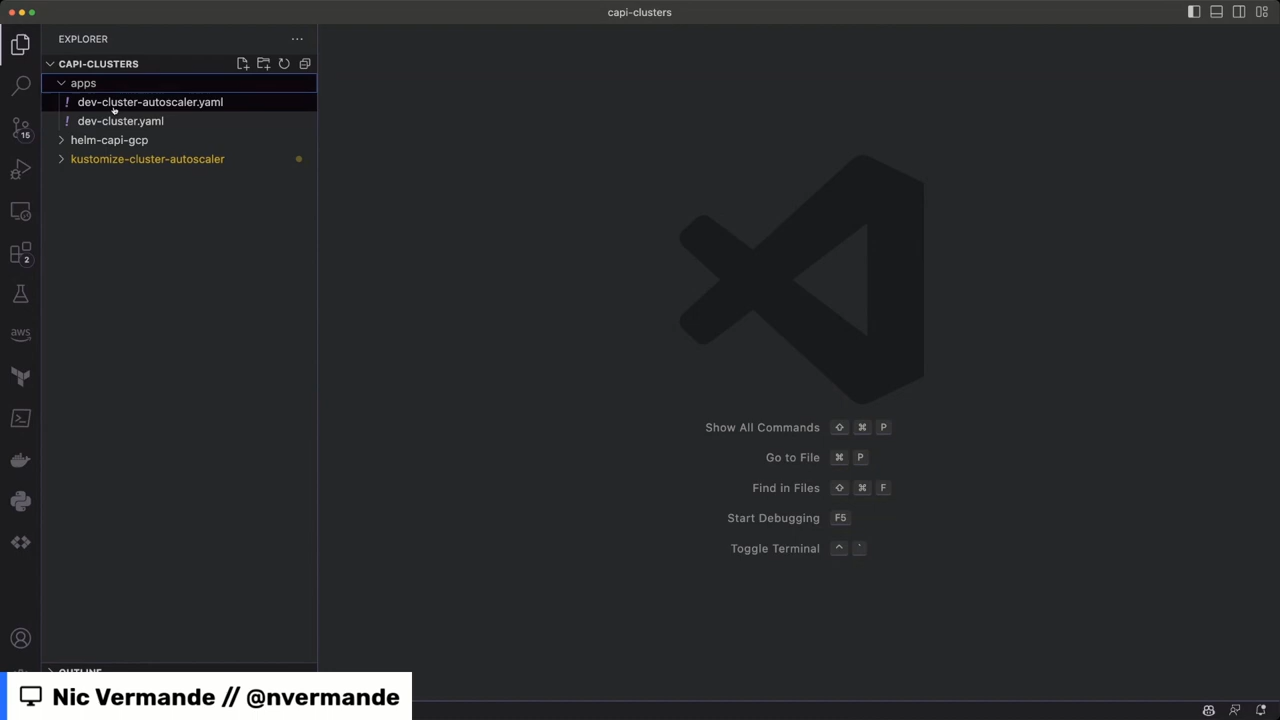 capi-clusters
EXPLORER
CAPI-CLUSTERS
apps
! dev-cluster-autoscaler.yaml
! dev-cluster.yaml
helm-capi-gcp
kustomize-cluster-autoscaler
15
2
aws
Show All Commands ⇧ ⌘ P
Go to File ⌘ P
Find in Files ⇧ ⌘ F
Start Debugging F5
Toggle Terminal ^ `
OUTLINE
Nic Vermande // @nvermande